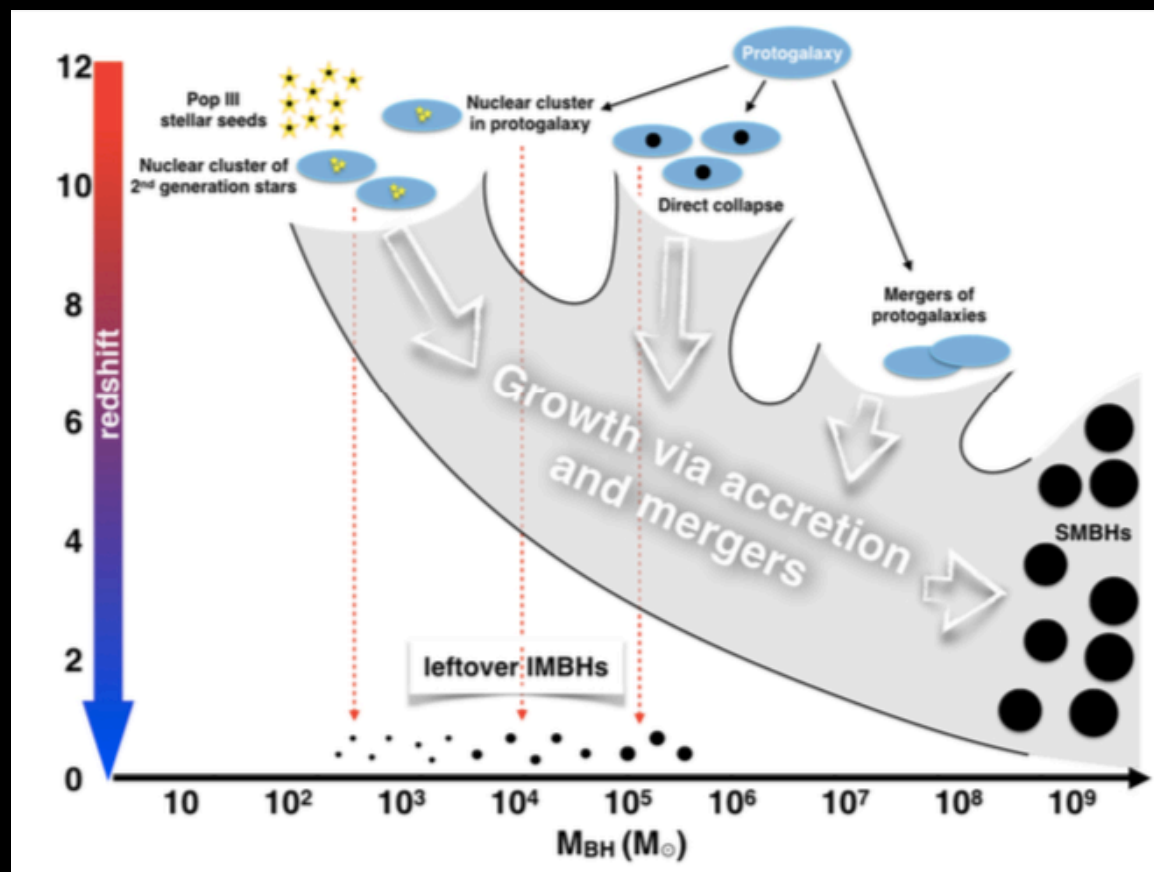 12
10
8
6
4
2
0
redshift
Pop III
stellar seeds
Nuclear cluster of
2nd generation stars
Nuclear cluster
in protogalaxy
Protogalaxy
Direct collapse
Mergers of
protogalaxies
Growth via accretion
and mergers
SMBHs
leftover IMBHs
10 10² 10³ 10⁴ 10⁵ 10⁶ 10⁷ 10⁸ 10⁹
M_BH (M☉)